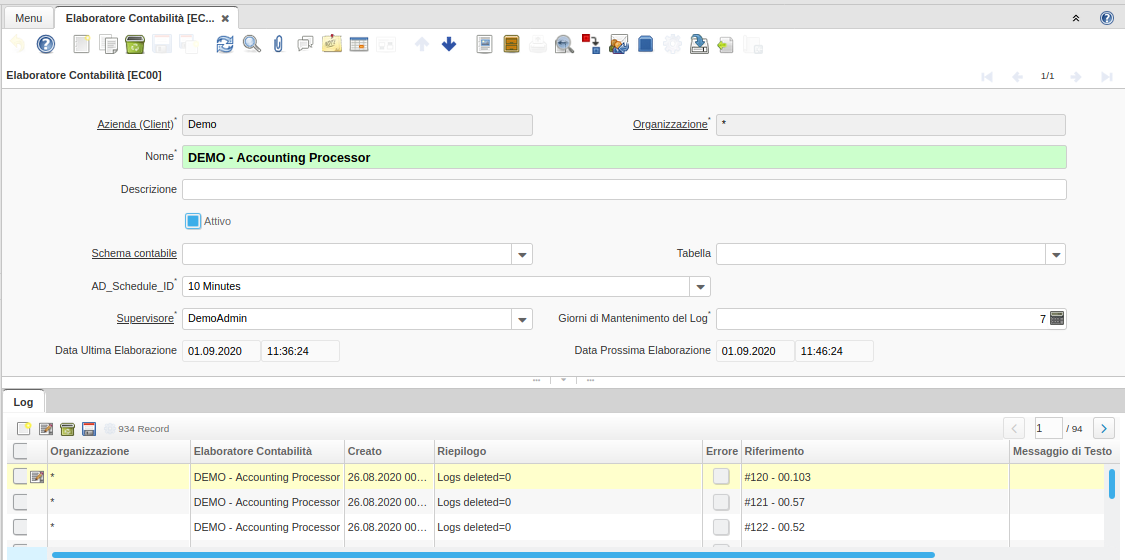 Menu Elaboratore Contabilità [EC...
Elaboratore Contabilità [EC00] 1/1
Azienda (Client)* Demo Organizzazione* *
Nome* DEMO - Accounting Processor
Descrizione
Attivo
Schema contabile Tabella
AD_Schedule_ID* 10 Minutes
Supervisore* DemoAdmin Giorni di Mantenimento del Log* 7
Data Ultima Elaborazione 01.09.2020 11:36:24 Data Prossima Elaborazione 01.09.2020 11:46:24
Log
934 Record 1 / 94
Organizzazione Elaboratore Contabilità Creato Riepilogo Errore Riferimento Messaggio di Testo
* DEMO - Accounting Processor 26.08.2020 00... Logs deleted=0 #120 - 00.103
* DEMO - Accounting Processor 26.08.2020 00... Logs deleted=0 #121 - 00.57
* DEMO - Accounting Processor 26.08.2020 00... Logs deleted=0 #122 - 00.52